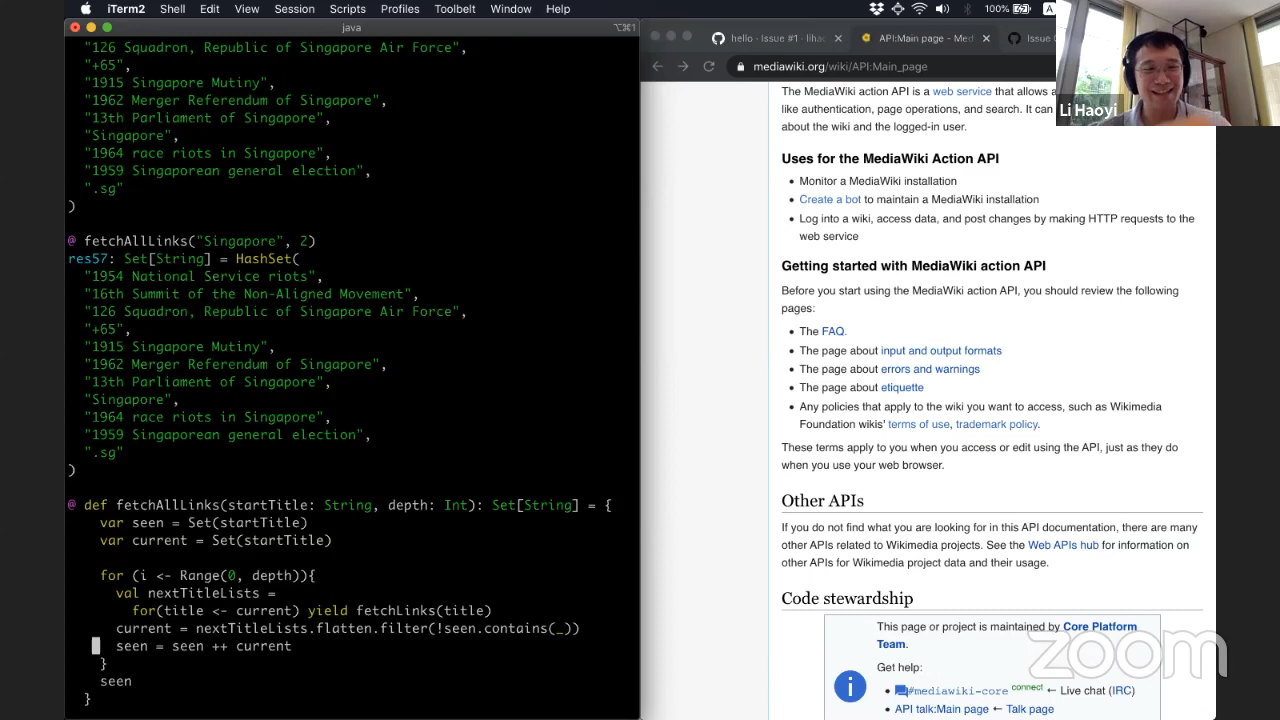 iTerm2 Shell Edit View Session Scripts Profiles Toolbelt Window Help 100% A
java ⌥⌘1
"126 Squadron, Republic of Singapore Air Force",
"+65",
"1915 Singapore Mutiny",
"1962 Merger Referendum of Singapore",
"13th Parliament of Singapore",
"Singapore",
"1964 race riots in Singapore",
"1959 Singaporean general election",
".sg"
)
@ fetchAllLinks("Singapore", 2)
res57: Set[String] = HashSet(
"1954 National Service riots",
"16th Summit of the Non-Aligned Movement",
"126 Squadron, Republic of Singapore Air Force",
"+65",
"1915 Singapore Mutiny",
"1962 Merger Referendum of Singapore",
"13th Parliament of Singapore",
"Singapore",
"1964 race riots in Singapore",
"1959 Singaporean general election",
".sg"
)
@ def fetchAllLinks(startTitle: String, depth: Int): Set[String] = {
var seen = Set(startTitle)
var current = Set(startTitle)
for (i <- Range(0, depth)){
val nextTitleLists =
for(title <- current) yield fetchLinks(title)
current = nextTitleLists.flatten.filter(!seen.contains(_))
seen = seen ++ current
}
seen
}
hello · Issue #1 · lihao API:Main page - Med Issue C
mediawiki.org/wiki/API:Main_page
The MediaWiki action API is a web service that allows a
like authentication, page operations, and search. It can
about the wiki and the logged-in user.
Uses for the MediaWiki Action API
• Monitor a MediaWiki installation
• Create a bot to maintain a MediaWiki installation
• Log into a wiki, access data, and post changes by making HTTP requests to the
web service
Getting started with MediaWiki action API
Before you start using the MediaWiki action API, you should review the following
pages:
• The FAQ.
• The page about input and output formats
• The page about errors and warnings
• The page about etiquette
• Any policies that apply to the wiki you want to access, such as Wikimedia
Foundation wikis' terms of use, trademark policy.
These terms apply to you when you access or edit using the API, just as they do
when you use your web browser.
Other APIs
If you do not find what you are looking for in this API documentation, there are many
other APIs related to Wikimedia projects. See the Web APIs hub for information on
other APIs for Wikimedia project data and their usage.
Code stewardship
This page or project is maintained by Core Platform
Team.
Get help:
• #mediawiki-core connect ← Live chat (IRC)
• API talk:Main page ← Talk page
Li Haoyi
zoom